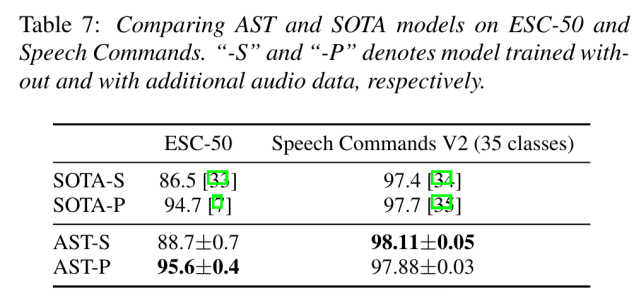 Table 7: Comparing AST and SOTA models on ESC-50 and
Speech Commands. “-S” and “-P” denotes model trained with-
out and with additional audio data, respectively.
ESC-50 Speech Commands V2 (35 classes)
SOTA-S 86.5 [33] 97.4 [34]
SOTA-P 94.7 [7] 97.7 [35]
AST-S 88.7±0.7 98.11±0.05
AST-P 95.6±0.4 97.88±0.03